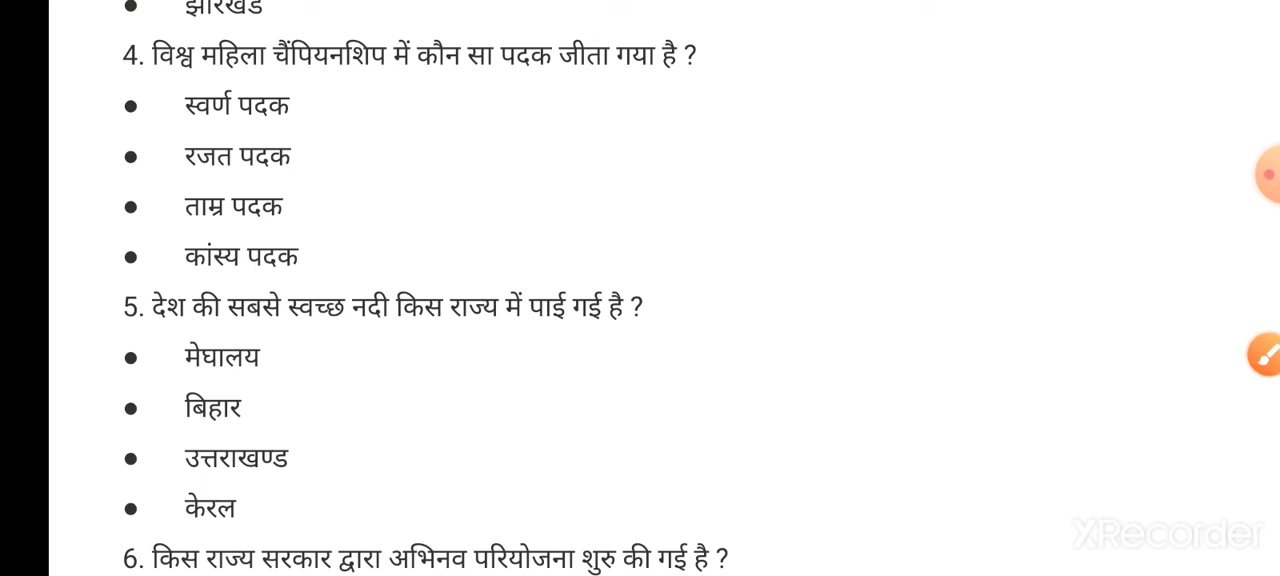 ● झारखंड
4. विश्व महिला चैंपियनशिप में कौन सा पदक जीता गया है ?
● स्वर्ण पदक
● रजत पदक
● ताम्र पदक
● कांस्य पदक
5. देश की सबसे स्वच्छ नदी किस राज्य में पाई गई है ?
● मेघालय
● बिहार
● उत्तराखण्ड
● केरल
XRecorder
6. किस राज्य सरकार द्वारा अभिनव परियोजना शुरु की गई है ?